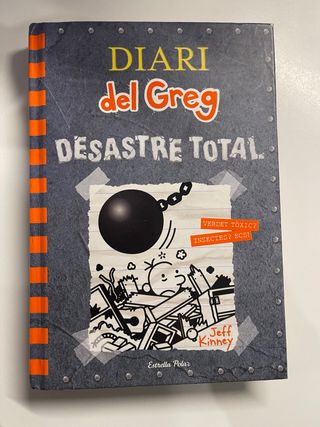 DIARI
del Greg
DESASTRE TOTAL
VERDET TÒXIC?
INSECTES? ECS!
Jeff
Kinney
Estrella Polar